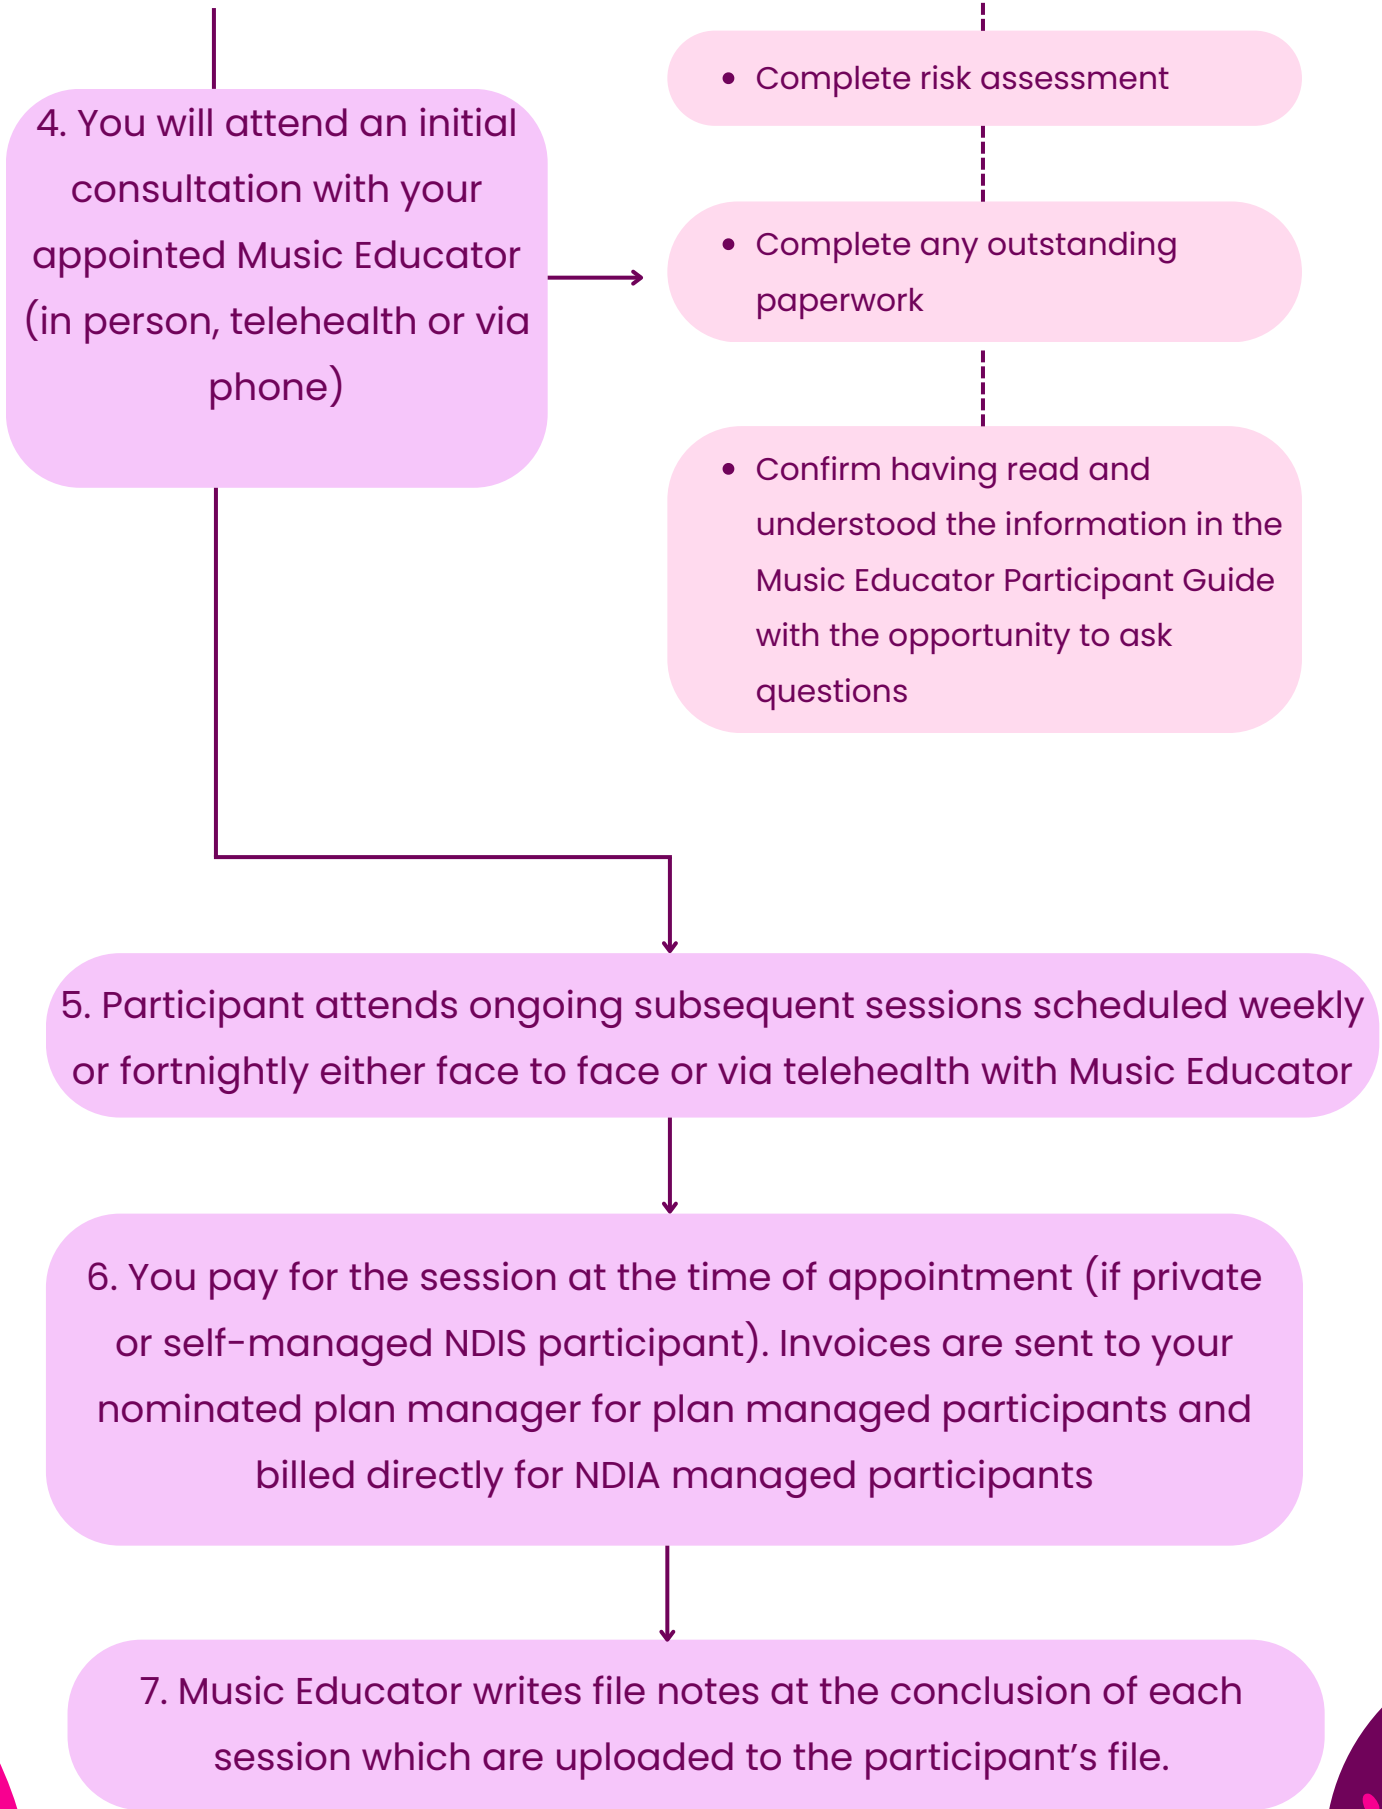 4. You will attend an initial
consultation with your
appointed Music Educator
(in person, telehealth or via
phone)
• Complete risk assessment
• Complete any outstanding
paperwork
• Confirm having read and
understood the information in the
Music Educator Participant Guide
with the opportunity to ask
questions
5. Participant attends ongoing subsequent sessions scheduled weekly
or fortnightly either face to face or via telehealth with Music Educator
6. You pay for the session at the time of appointment (if private
or self-managed NDIS participant). Invoices are sent to your
nominated plan manager for plan managed participants and
billed directly for NDIA managed participants
7. Music Educator writes file notes at the conclusion of each
session which are uploaded to the participant’s file.